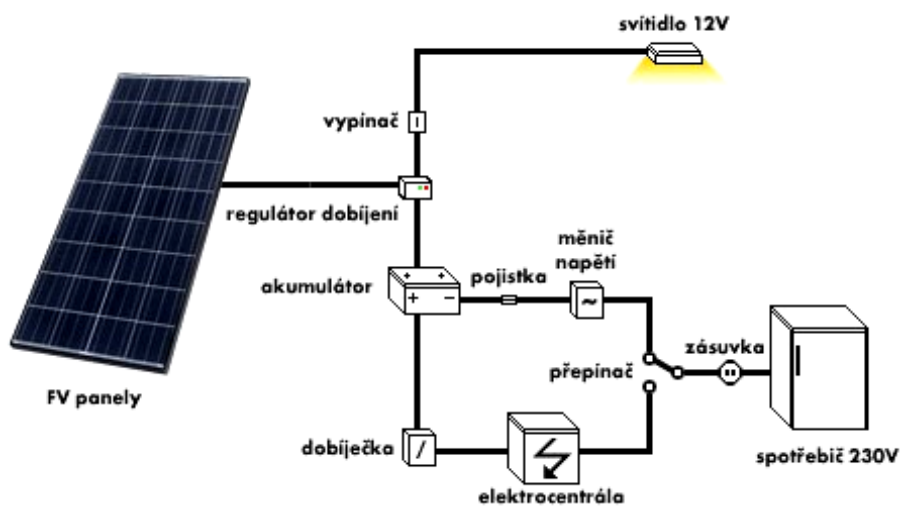 svítidlo 12V
vypínač
regulátor dobíjení
měnič
napětí
akumulátor
pojistka
zásuvka
přepínač
FV panely
dobíječka
spotřebič 230V
elektrocentrála